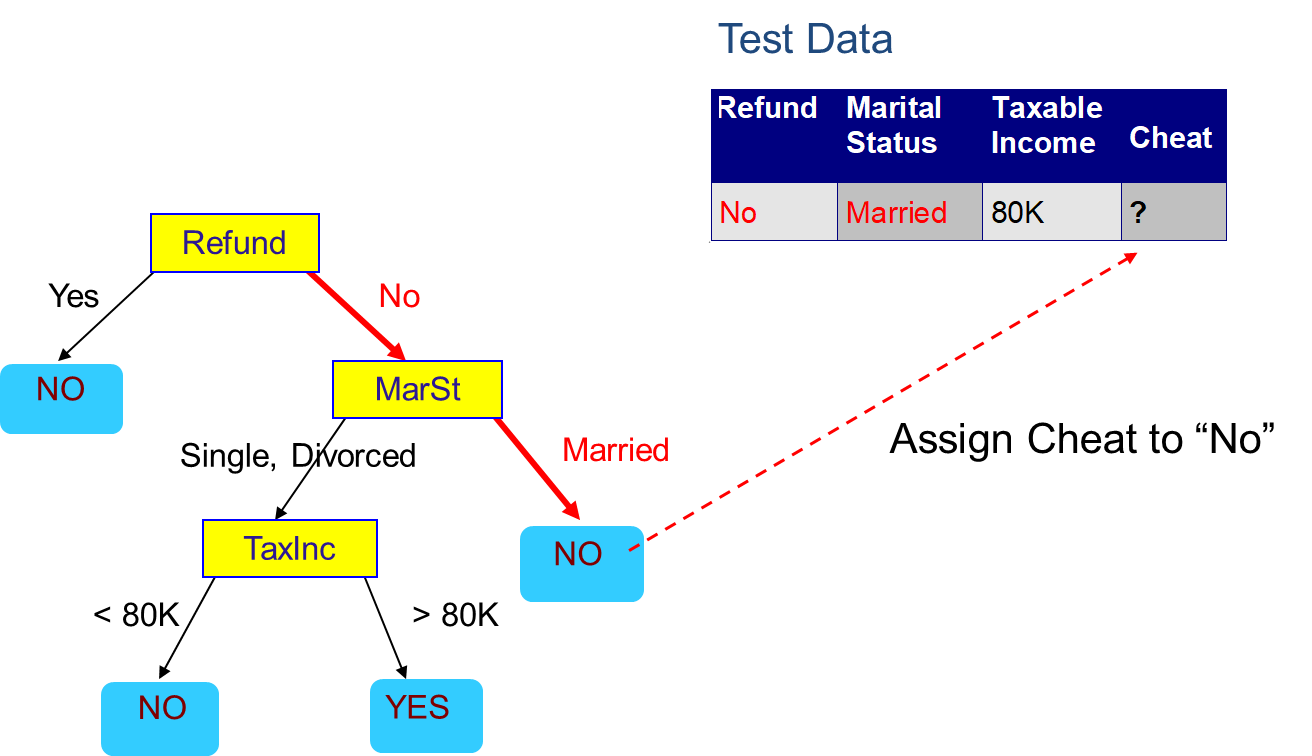 Test Data
Refund Marital Status Taxable Income Cheat
No Married 80K ?
Refund
Yes No
NO MarSt
Single, Divorced Married
TaxInc NO
Assign Cheat to “No”
< 80K > 80K
NO YES